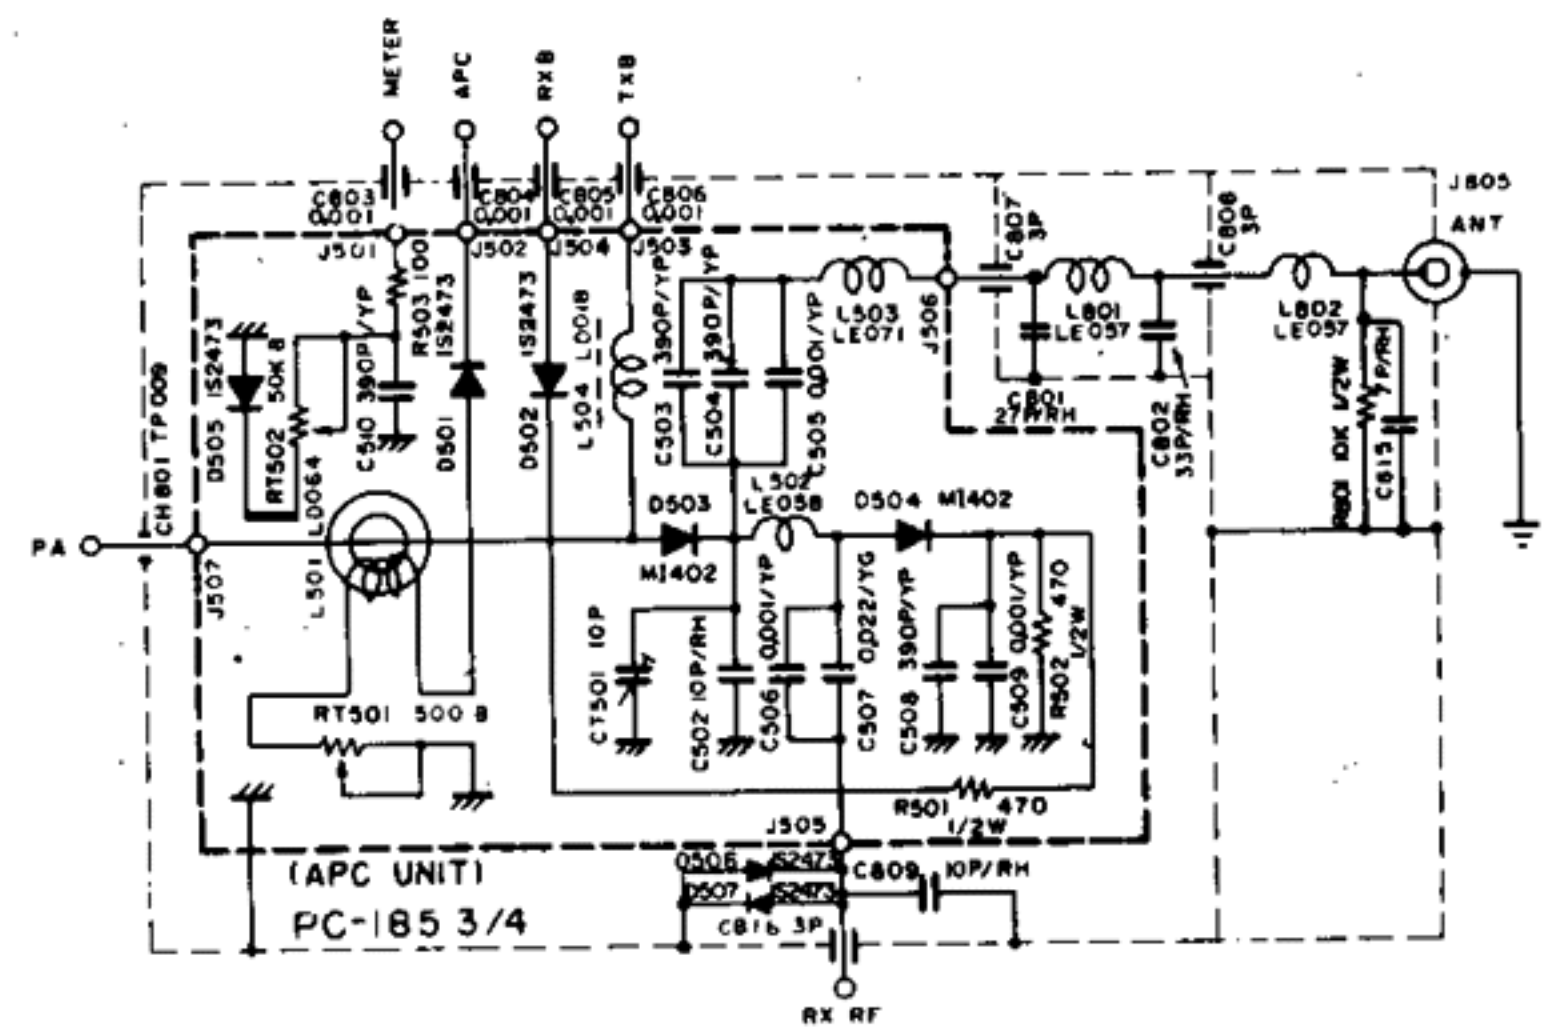 METER
APC
RXB
TXB
C803
0.001
C804
0.001
C805
0.001
C806
0.001
J501
J502
J504
J503
C807
3P
C808
3P
J805
ANT
CH801 TP009
D505 1S2473
RT502 50K B
C510 390P/YP
R503 100
D501 1S2473
D502 1S2473
L504 L0018
C503 390P/YP
C504 390P/YP
C505 0.001/YP
L503
LE071
J506
L801
LE057
C801
27P/RH
C802
33P/RH
L802
LE057
R801 10K 1/2W
C815 7P/RH
PA
J507
L501 L0064
D503
MI402
L502
LE058
D504 MI402
CT501 10P
C502 10P/RH
C506 0.001/YP
C507 0.022/YG
C508 390P/YP
C509 0.001/YP
R502 470
1/2W
RT501 500 B
R501 470
1/2W
J505
D506 1S2473
D507 1S2473
C809 10P/RH
C816 3P
(APC UNIT)
PC-185 3/4
RX RF